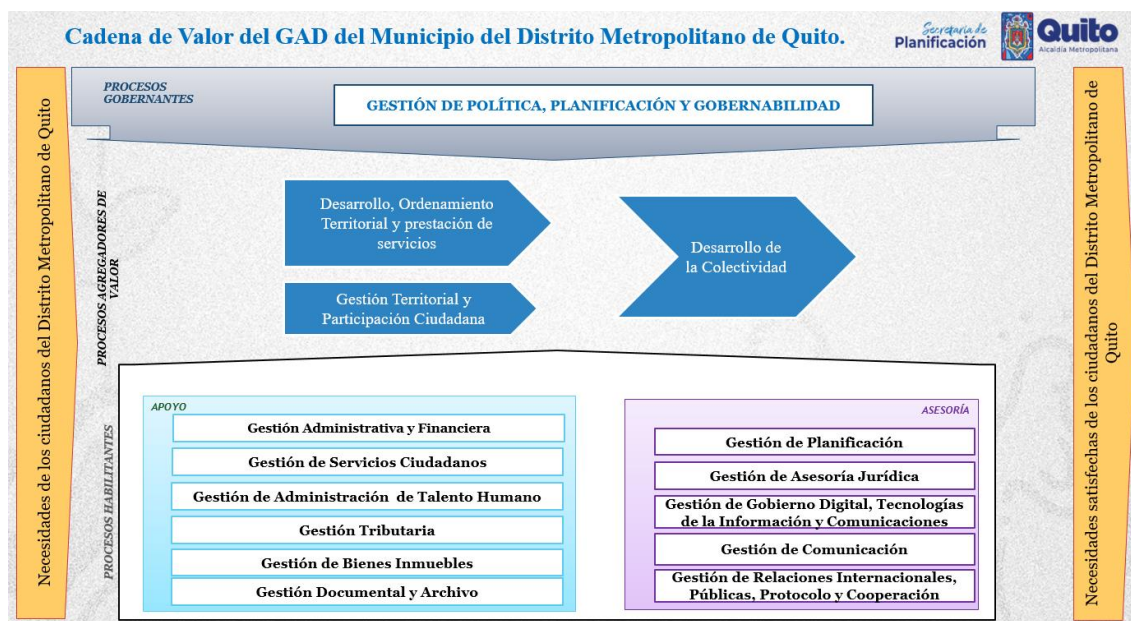 Cadena de Valor del GAD del Municipio del Distrito Metropolitano de Quito.
Secretaría de
Planificación
Quito
Alcaldía Metropolitana
Necesidades de los ciudadanos del Distrito Metropolitano de Quito
PROCESOS
GOBERNANTES
GESTIÓN DE POLÍTICA, PLANIFICACIÓN Y GOBERNABILIDAD
PROCESOS AGREGADORES DE
VALOR
Desarrollo, Ordenamiento
Territorial y prestación de
servicios
Gestión Territorial y
Participación Ciudadana
Desarrollo de
la Colectividad
PROCESOS HABILITANTES
APOYO
Gestión Administrativa y Financiera
Gestión de Servicios Ciudadanos
Gestión de Administración de Talento Humano
Gestión Tributaria
Gestión de Bienes Inmuebles
Gestión Documental y Archivo
ASESORÍA
Gestión de Planificación
Gestión de Asesoría Jurídica
Gestión de Gobierno Digital, Tecnologías
de la Información y Comunicaciones
Gestión de Comunicación
Gestión de Relaciones Internacionales,
Públicas, Protocolo y Cooperación
Necesidades satisfechas de los ciudadanos del Distrito Metropolitano de
Quito